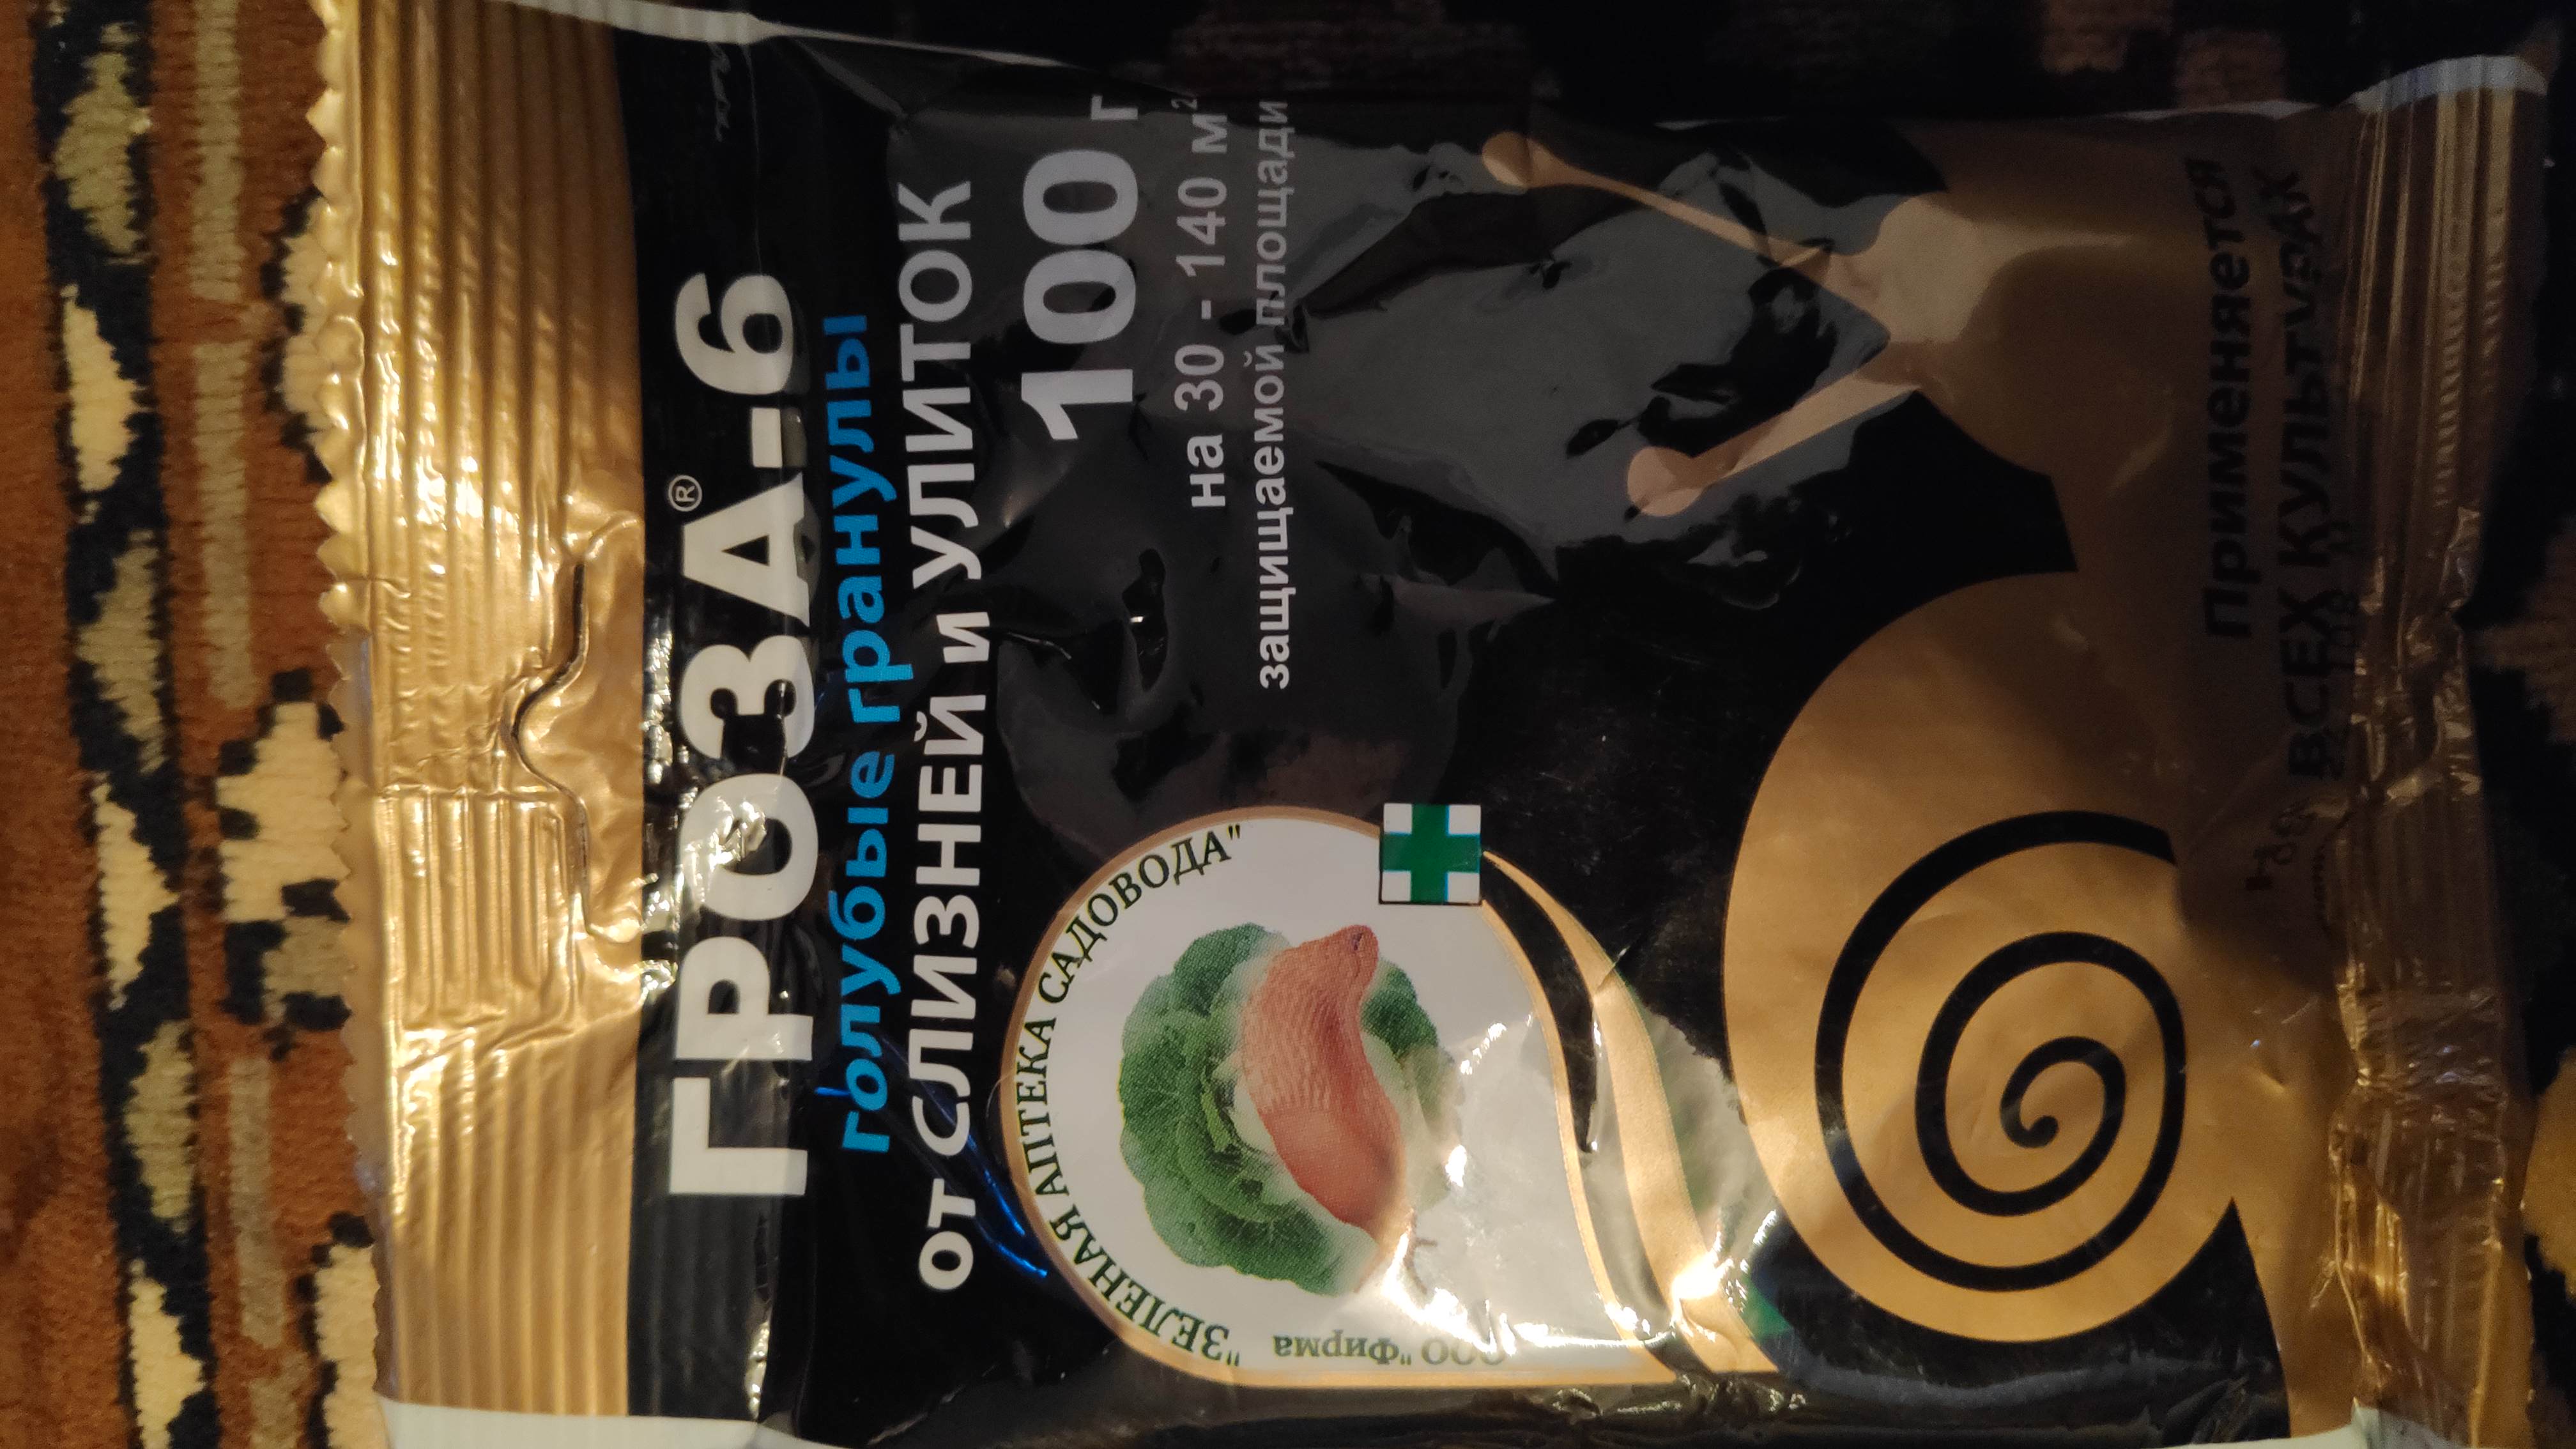 ГРОЗА-6®
голубые гранулы
от СЛИЗНЕЙ и УЛИТОК
100 г
на 30 - 140 м²
защищаемой площади
"ЗЕЛЕНАЯ АПТЕКА САДОВОДА"
ООО "Фирма
Применяется
на ВСЕХ КУЛЬТУРАХ